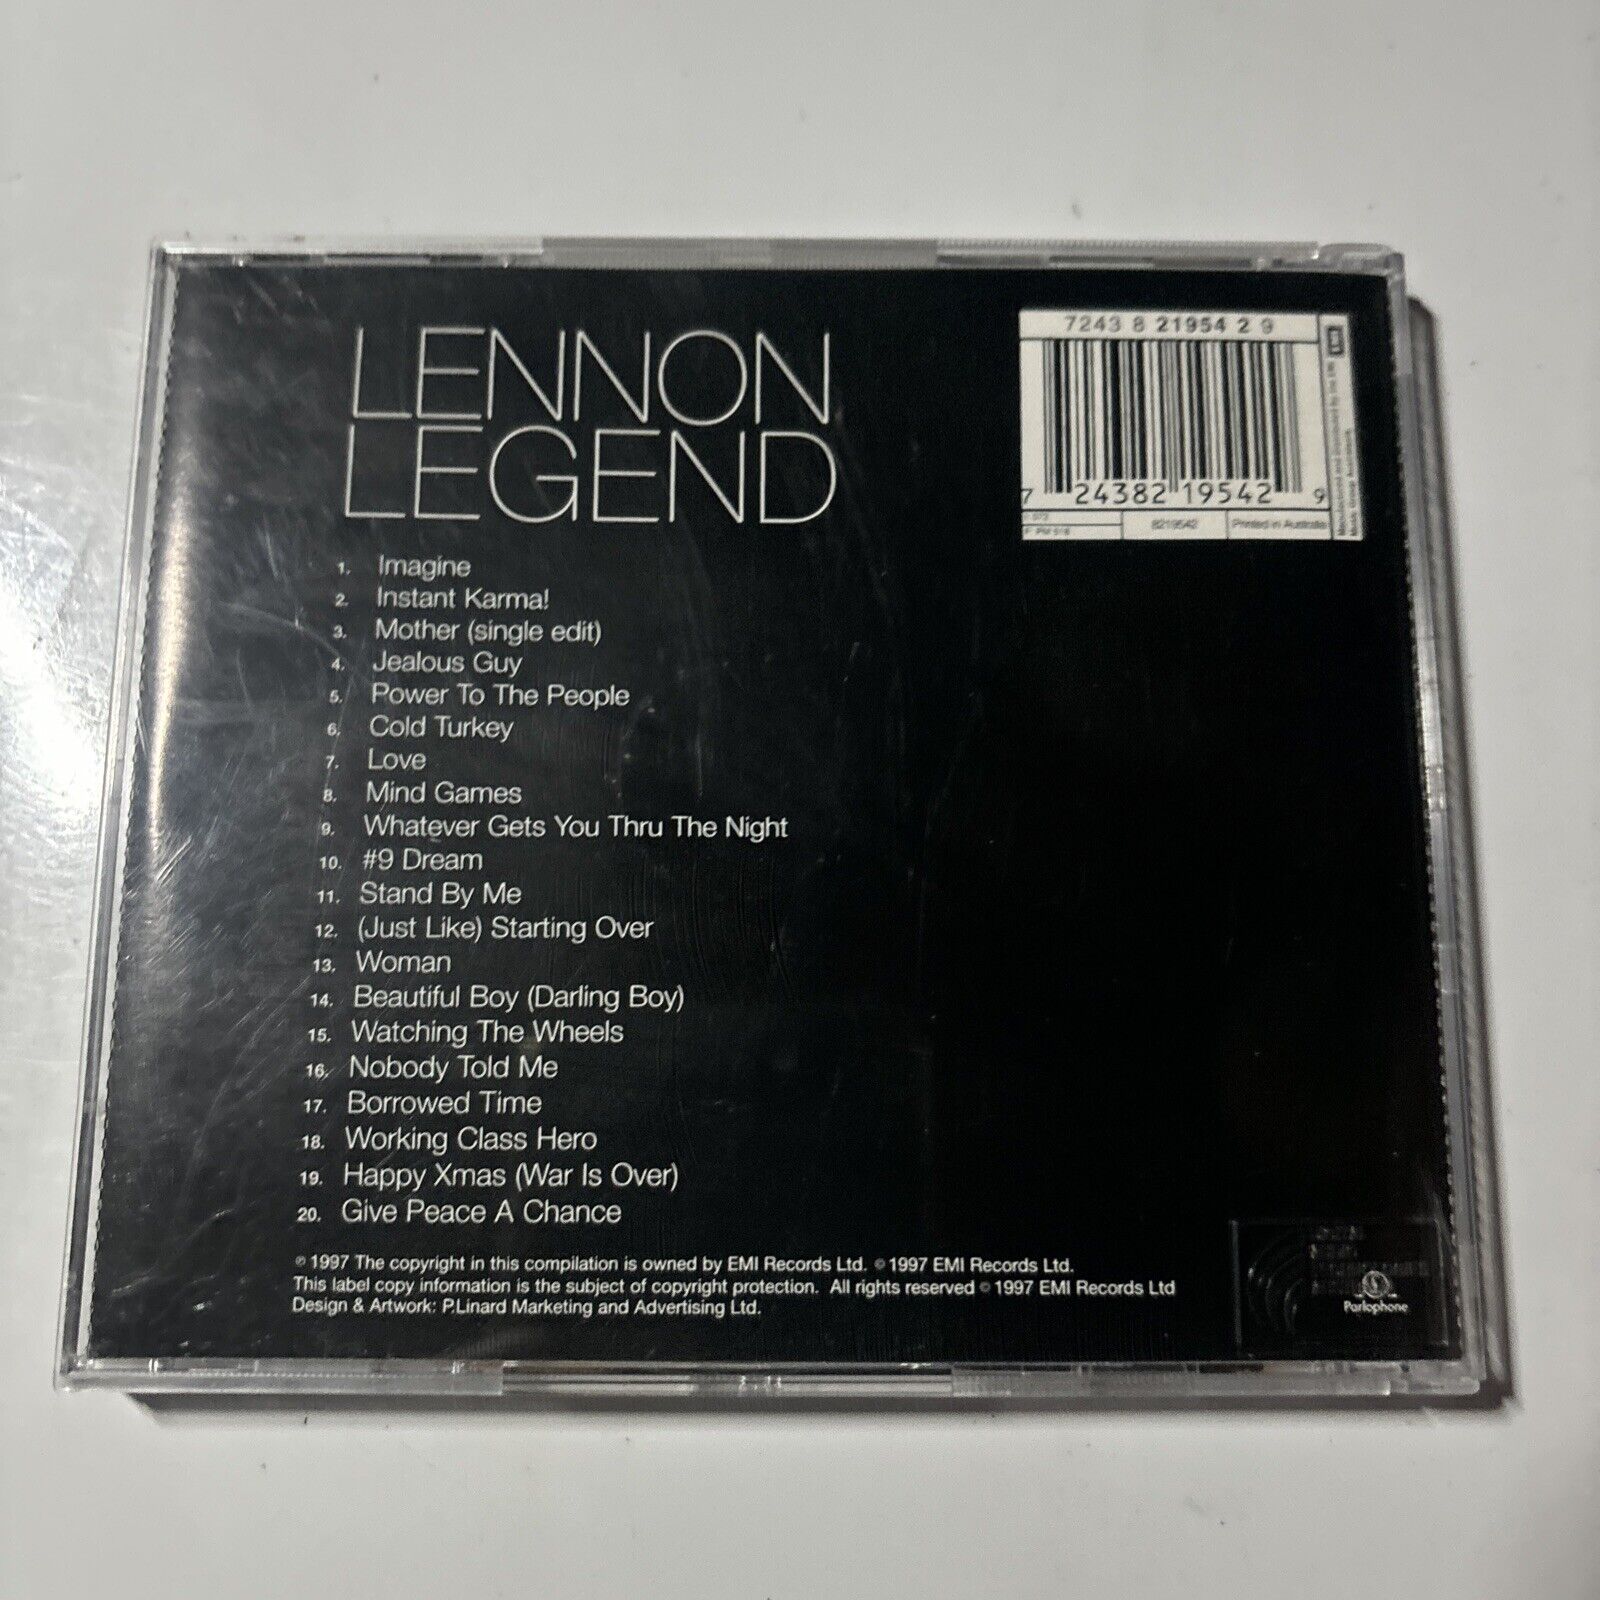 LENNON
LEGEND
7243 8 21954 2 9
EMI
7 24382 19542 9
8219542
Printed in Australia
1. Imagine
2. Instant Karma!
3. Mother (single edit)
4. Jealous Guy
5. Power To The People
6. Cold Turkey
7. Love
8. Mind Games
9. Whatever Gets You Thru The Night
10. #9 Dream
11. Stand By Me
12. (Just Like) Starting Over
13. Woman
14. Beautiful Boy (Darling Boy)
15. Watching The Wheels
16. Nobody Told Me
17. Borrowed Time
18. Working Class Hero
19. Happy Xmas (War Is Over)
20. Give Peace A Chance
℗ 1997 The copyright in this compilation is owned by EMI Records Ltd. © 1997 EMI Records Ltd.
This label copy information is the subject of copyright protection. All rights reserved © 1997 EMI Records Ltd
Design & Artwork: P.Linard Marketing and Advertising Ltd.
Parlophone